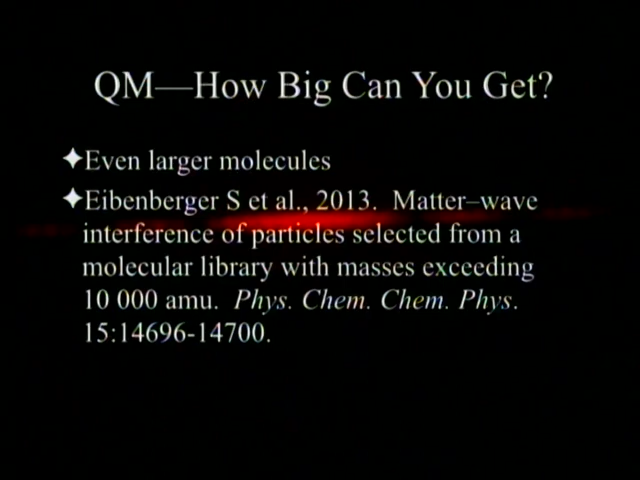 QM—How Big Can You Get?
✦Even larger molecules
✦Eibenberger S et al., 2013.  Matter–wave
interference of particles selected from a
molecular library with masses exceeding
10 000 amu.  Phys. Chem. Chem. Phys.
15:14696-14700.